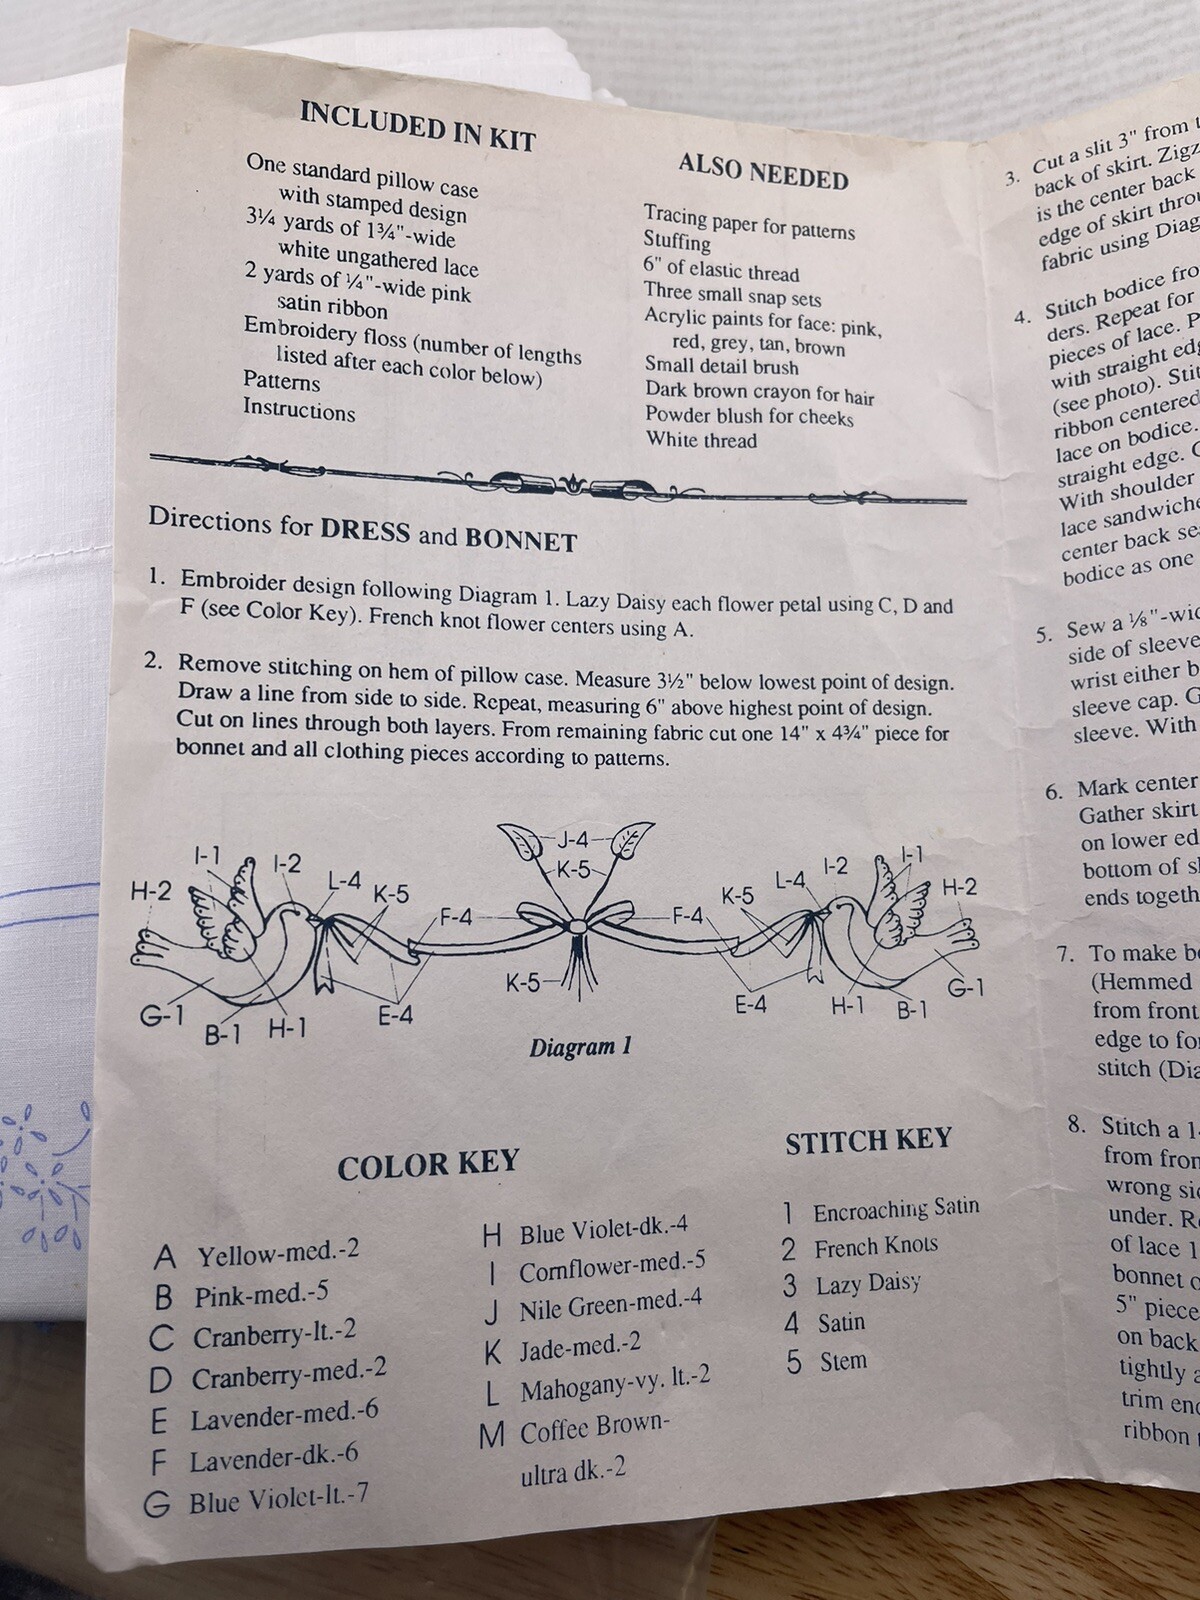 INCLUDED IN KIT
One standard pillow case
with stamped design
3¼ yards of 1¾"-wide
white ungathered lace
2 yards of ¼"-wide pink
satin ribbon
Embroidery floss (number of lengths
listed after each color below)
Patterns
Instructions
ALSO NEEDED
Tracing paper for patterns
Stuffing
6" of elastic thread
Three small snap sets
Acrylic paints for face: pink,
red, grey, tan, brown
Small detail brush
Dark brown crayon for hair
Powder blush for cheeks
White thread
Directions for DRESS and BONNET
1. Embroider design following Diagram 1. Lazy Daisy each flower petal using C, D and
F (see Color Key). French knot flower centers using A.
2. Remove stitching on hem of pillow case. Measure 3½" below lowest point of design.
Draw a line from side to side. Repeat, measuring 6" above highest point of design.
Cut on lines through both layers. From remaining fabric cut one 14" x 4¾" piece for
bonnet and all clothing pieces according to patterns.
H-2 I-1 I-2 L-4 K-5 F-4 J-4 K-5 F-4 K-5 L-4 I-2 I-1 H-2
G-1 B-1 H-1 E-4 K-5 E-4 H-1 B-1 G-1
Diagram 1
COLOR KEY
A Yellow-med.-2
B Pink-med.-5
C Cranberry-lt.-2
D Cranberry-med.-2
E Lavender-med.-6
F Lavender-dk.-6
G Blue Violet-lt.-7
H Blue Violet-dk.-4
I Cornflower-med.-5
J Nile Green-med.-4
K Jade-med.-2
L Mahogany-vy. lt.-2
M Coffee Brown-
ultra dk.-2
STITCH KEY
1 Encroaching Satin
2 French Knots
3 Lazy Daisy
4 Satin
5 Stem
3. Cut a slit 3" from
back of skirt.
is the center back
edge of skirt
fabric using
4. Stitch bodice
ders. Repeat for
pieces of lace.
with straight
(see photo).
ribbon centered
lace on bodice.
straight edge.
With shoulder
lace
center back
bodice as one
5. Sew a ⅛"
side of sleeve
wrist either
sleeve cap.
sleeve. With
6. Mark center
Gather skirt
on lower
bottom of
ends
7. To make
(Hemmed
from front
edge to
stitch
8. Stitch a
from
wrong
under.
of lace
bonnet
5" piece
on back
tightly
trim
ribbon